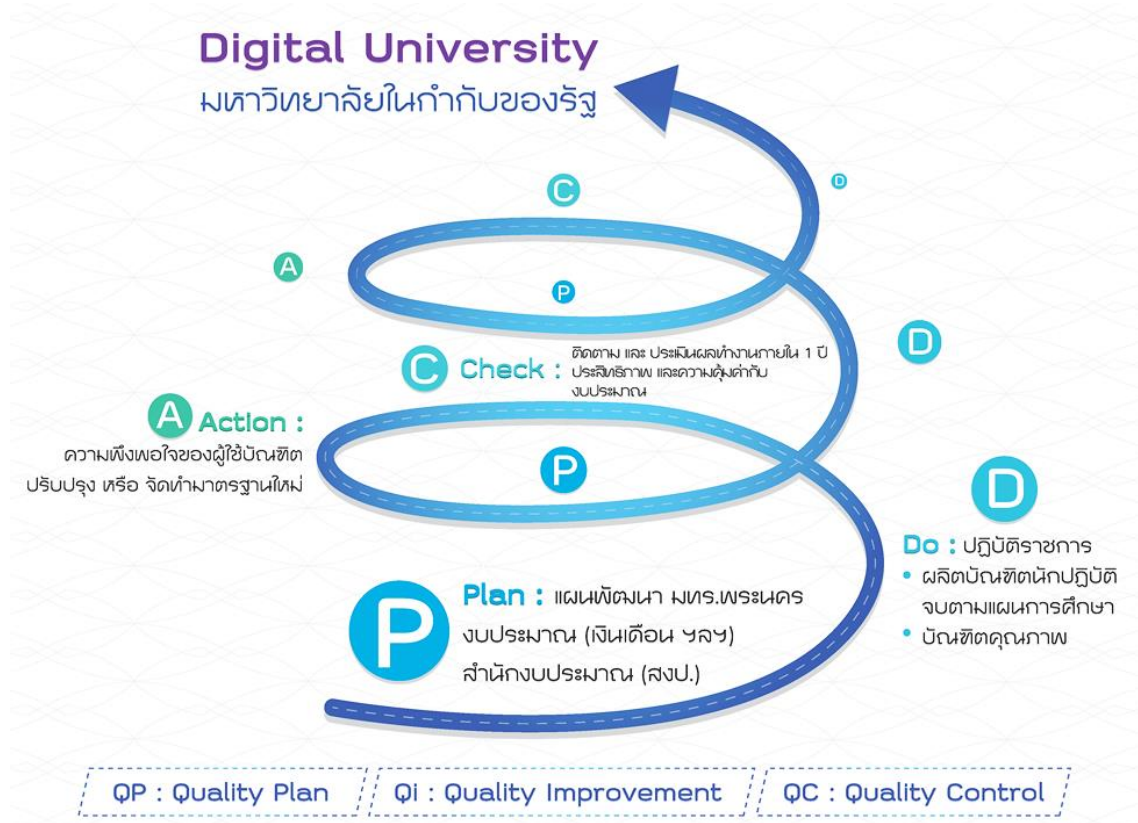 Digital University
มหาวิทยาลัยในกำกับของรัฐ
C
D
A
P
D
C Check : ติดตาม และ ประเมินผลทำงานภายใน 1 ปี
ประสิทธิภาพ และความคุ้มค่ากับ
งบประมาณ
A Action :
ความพึงพอใจของผู้ใช้บัณฑิต
ปรับปรุง หรือ จัดทำมาตรฐานใหม่
P
D
Do : ปฏิบัติราชการ
• ผลิตบัณฑิตนักปฏิบัติ
จบตามแผนการศึกษา
• บัณฑิตคุณภาพ
P
Plan : แผนพัฒนา มทร.พระนคร
งบประมาณ (เงินเดือน ฯลฯ)
สำนักงบประมาณ (สงป.)
QP : Quality Plan
Qi : Quality Improvement
QC : Quality Control